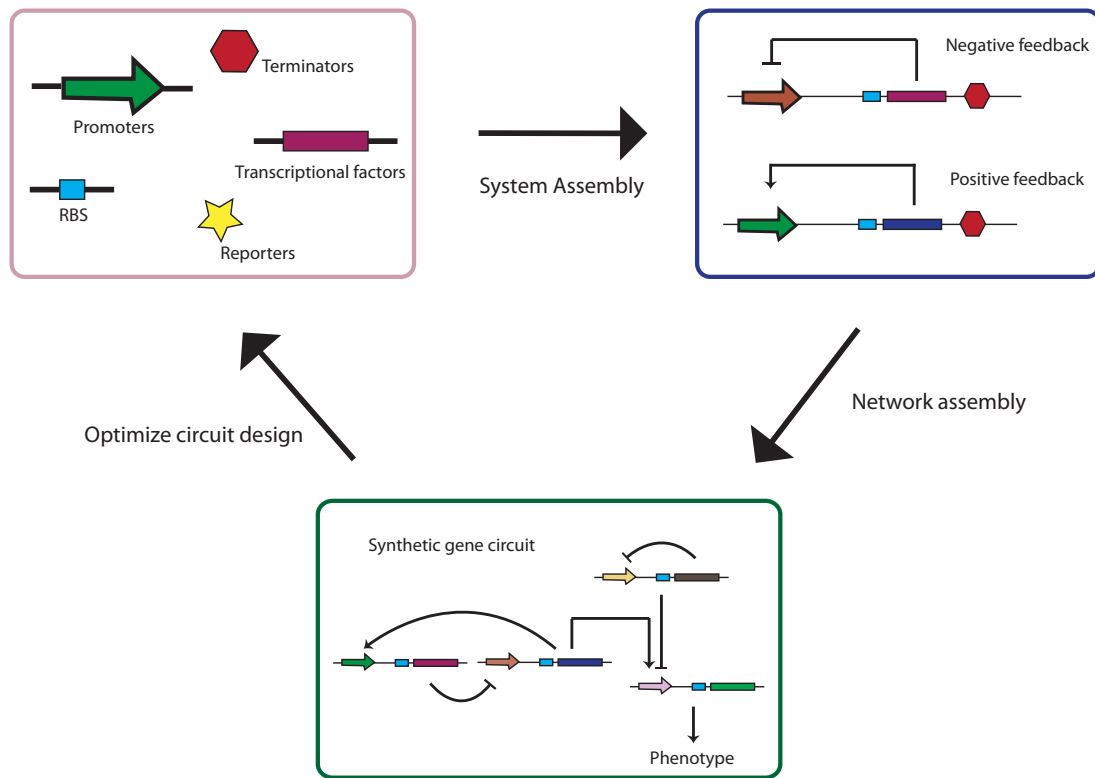 Terminators
Promoters
Transcriptional factors
RBS
Reporters
System Assembly
Negative feedback
Positive feedback
Network assembly
Optimize circuit design
Synthetic gene circuit
Phenotype